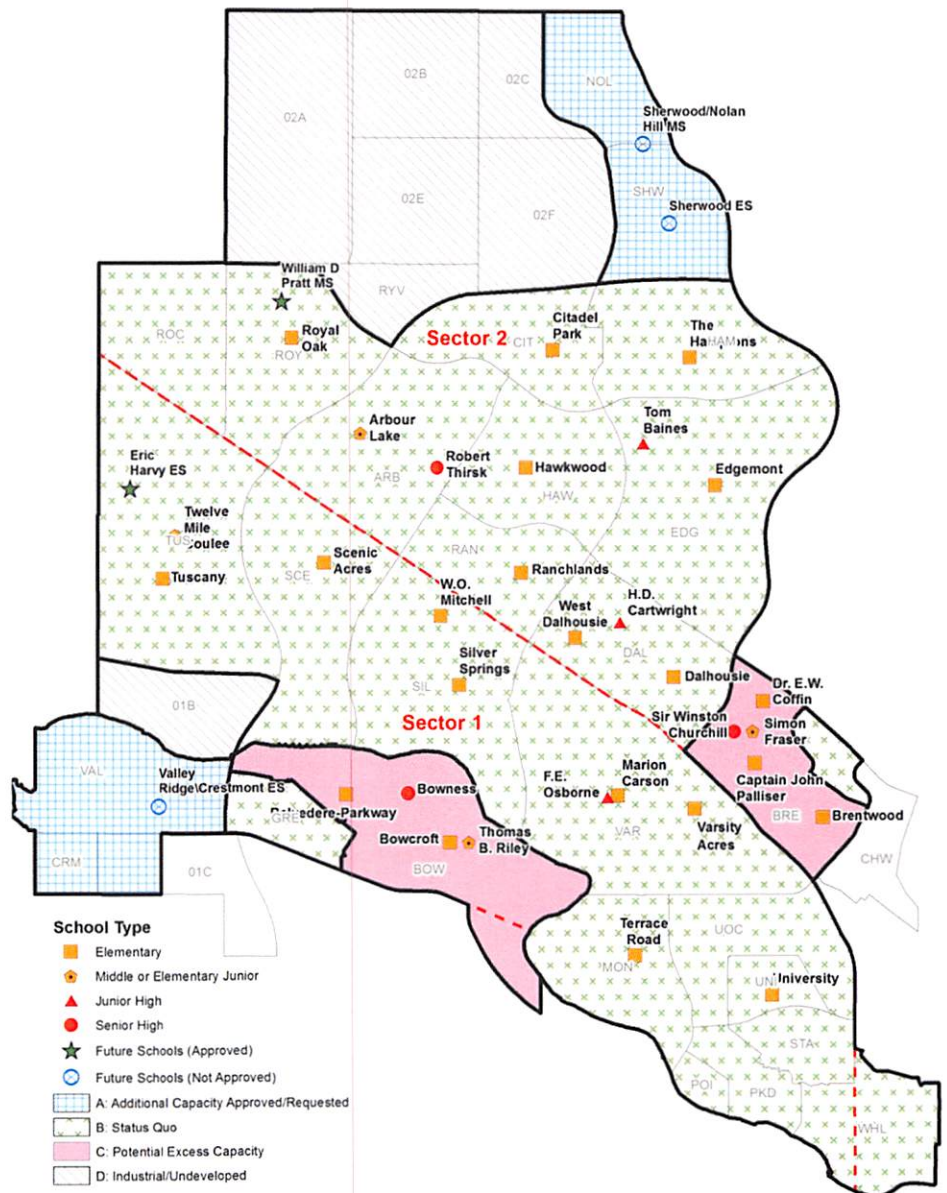 02A
02B
02C
NOL
Sherwood/Nolan
Hill MS
02E
02F
SHW
Sherwood ES
William D
Pratt MS
RYV
ROC
Royal
Oak
ROY
Sector 2
CIT
Citadel
Park
The
HAM
Arbour
Lake
Tom
Baines
Eric
Harvy ES
Robert
Thirsk
ARB
Hawkwood
HAW
Edgemont
EDG
Twelve
Mile
TUS
Tuscany
Scenic
Acres
SCE
RAN
Ranchlands
W.O.
Mitchell
West
Dalhousie
H.D.
Cartwright
DAL
Silver
Springs
SIL
Dalhousie
Dr. E.W.
Coffin
01B
Sector 1
Sir Winston
Churchill
Simon
Fraser
VAL
Valley
Ridge\Crestmont ES
F.E.
Osborne
Marion
Carson
Captain John
Palliser
Bowness
GRE
Varsity
Acres
BRE
Brentwood
VAR
Bowcroft
Thomas
B. Riley
CHW
CRM
01C
BOW
School Type
Elementary
Middle or Elementary Junior
Junior High
Senior High
Future Schools (Approved)
Future Schools (Not Approved)
A: Additional Capacity Approved/Requested
B: Status Quo
C: Potential Excess Capacity
D: Industrial/Undeveloped
Terrace
Road
MON
UOC
University
STA
POI
PKD
WHL